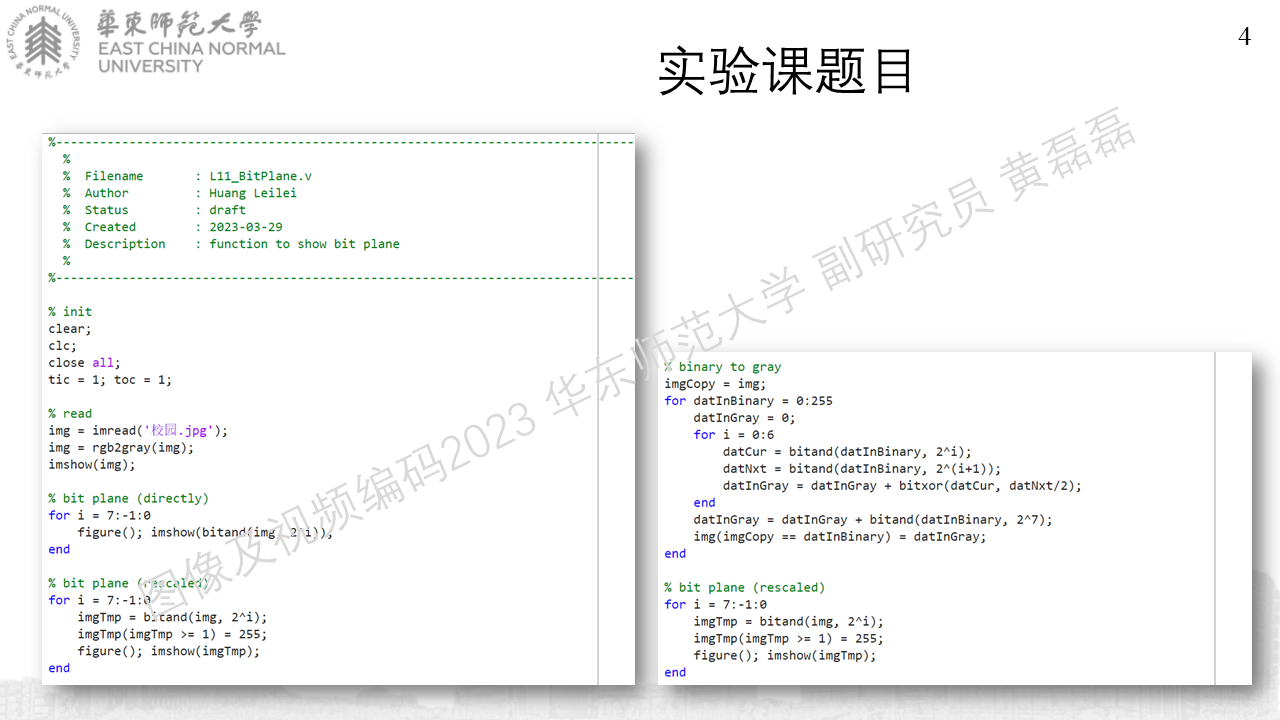 華東師范大學
EAST CHINA NORMAL
UNIVERSITY
EAST CHINA NORMAL UNIVERSITY
華東師范大學
4
实验课题目
%--------------------------------------------------------------------------------
%
%  Filename       : L11_BitPlane.v
%  Author         : Huang Leilei
%  Status         : draft
%  Created        : 2023-03-29
%  Description    : function to show bit plane
%
%--------------------------------------------------------------------------------
% init
clear;
clc;
close all;
tic = 1; toc = 1;
% read
img = imread('校园.jpg');
img = rgb2gray(img);
imshow(img);
% bit plane (directly)
for i = 7:-1:0
    figure(); imshow(bitand(img, 2^i)),
end
% bit plane (rescaled)
for i = 7:-1:0
    imgTmp = bitand(img, 2^i);
    imgTmp(imgTmp >= 1) = 255;
    figure(); imshow(imgTmp);
end
% binary to gray
imgCopy = img;
for datInBinary = 0:255
    datInGray = 0;
    for i = 0:6
        datCur = bitand(datInBinary, 2^i);
        datNxt = bitand(datInBinary, 2^(i+1));
        datInGray = datInGray + bitxor(datCur, datNxt/2);
    end
    datInGray = datInGray + bitand(datInBinary, 2^7);
    img(imgCopy == datInBinary) = datInGray;
end
% bit plane (rescaled)
for i = 7:-1:0
    imgTmp = bitand(img, 2^i);
    imgTmp(imgTmp >= 1) = 255;
    figure(); imshow(imgTmp);
end
图像及视频编码2023 华东师范大学 副研究员 黄磊磊